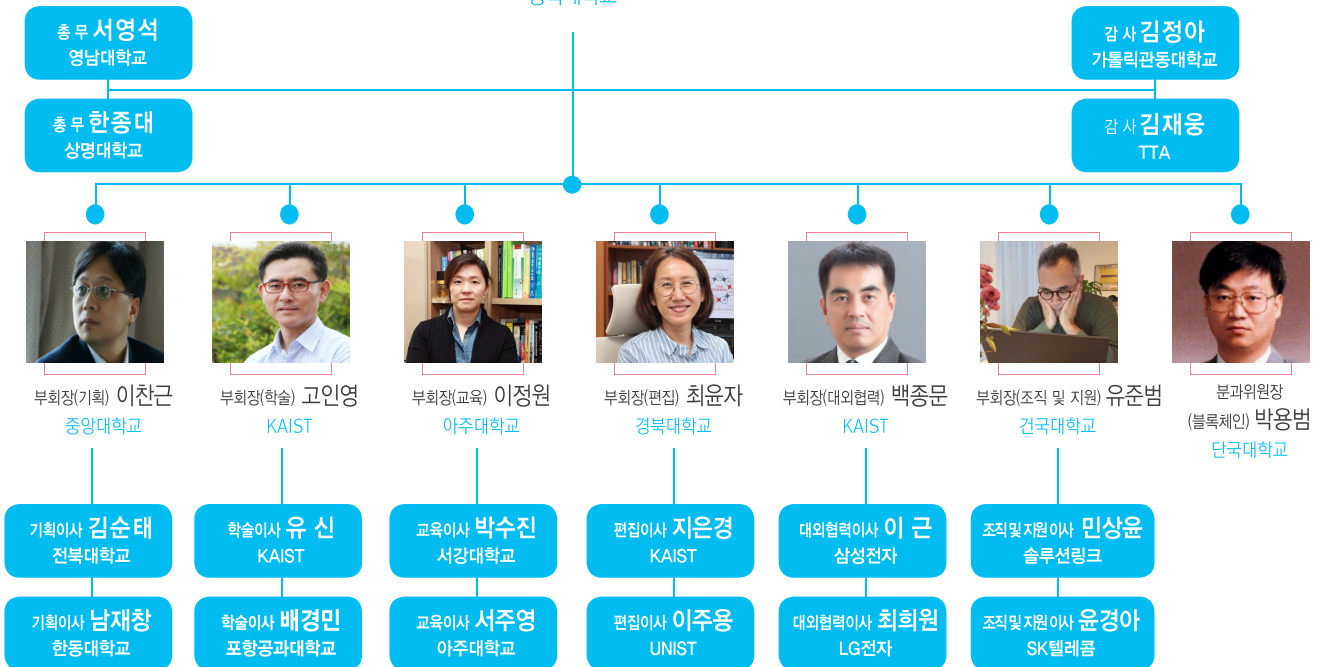 총 무 서영석
영남대학교
감 사 김정아
가톨릭관동대학교
총 무 한종대
상명대학교
감 사 김재웅
TTA
부회장(기획) 이찬근
중앙대학교
부회장(학술) 고인영
KAIST
부회장(교육) 이정원
아주대학교
부회장(편집) 최윤자
경북대학교
부회장(대외협력) 백종문
KAIST
부회장(조직 및 지원) 유준범
건국대학교
분과위원장
(블록체인) 박용범
단국대학교
기획이사 김순태
전북대학교
학술이사 유 신
KAIST
교육이사 박수진
서강대학교
편집이사 지은경
KAIST
대외협력이사 이 근
삼성전자
조직 및 지원이사 민상윤
솔루션링크
기획이사 남재창
한동대학교
학술이사 배경민
포항공과대학교
교육이사 서주영
아주대학교
편집이사 이주용
UNIST
대외협력이사 최희원
LG전자
조직 및 지원이사 윤경아
SK텔레콤